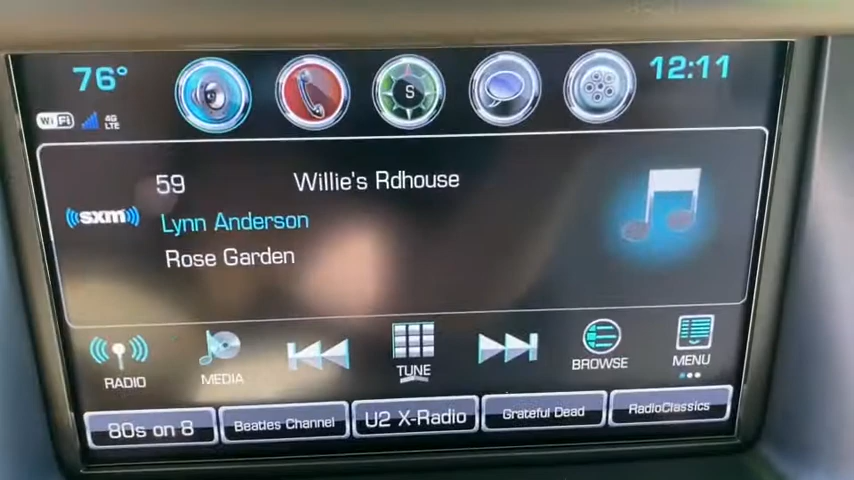 76°
S
12:11
WiFi
4G
LTE
59
Willie's Rdhouse
sxm
Lynn Anderson
Rose Garden
RADIO
MEDIA
TUNE
BROWSE
MENU
80s on 8
Beatles Channel
U2 X-Radio
Grateful Dead
RadioClassics